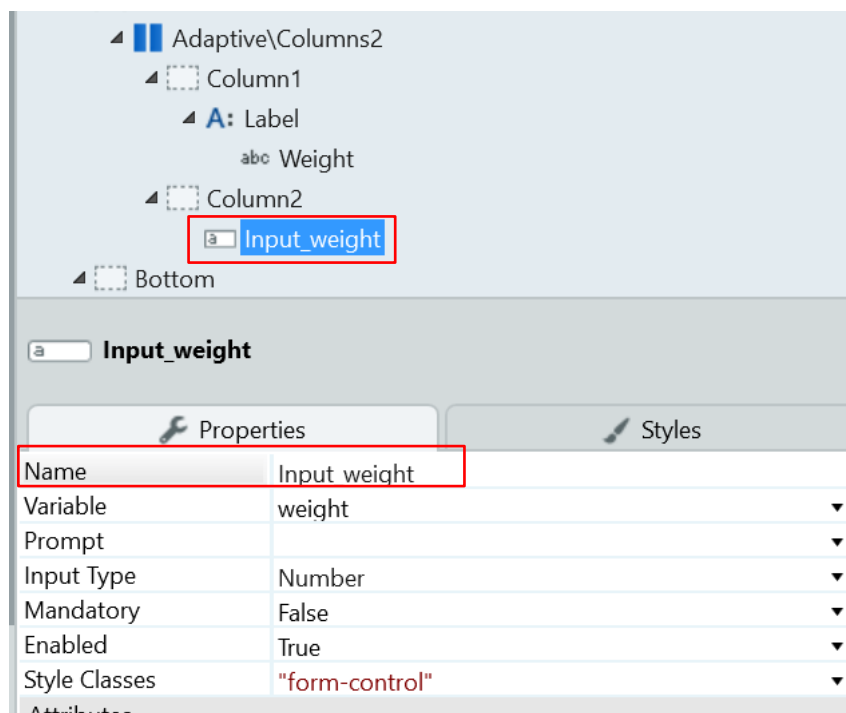 Adaptive\Columns2
Column1
A: Label
abc Weight
Column2
a Input_weight
Bottom
a Input_weight
Properties Styles
Name Input_weight
Variable weight
Prompt
Input Type Number
Mandatory False
Enabled True
Style Classes "form-control"
Attributes